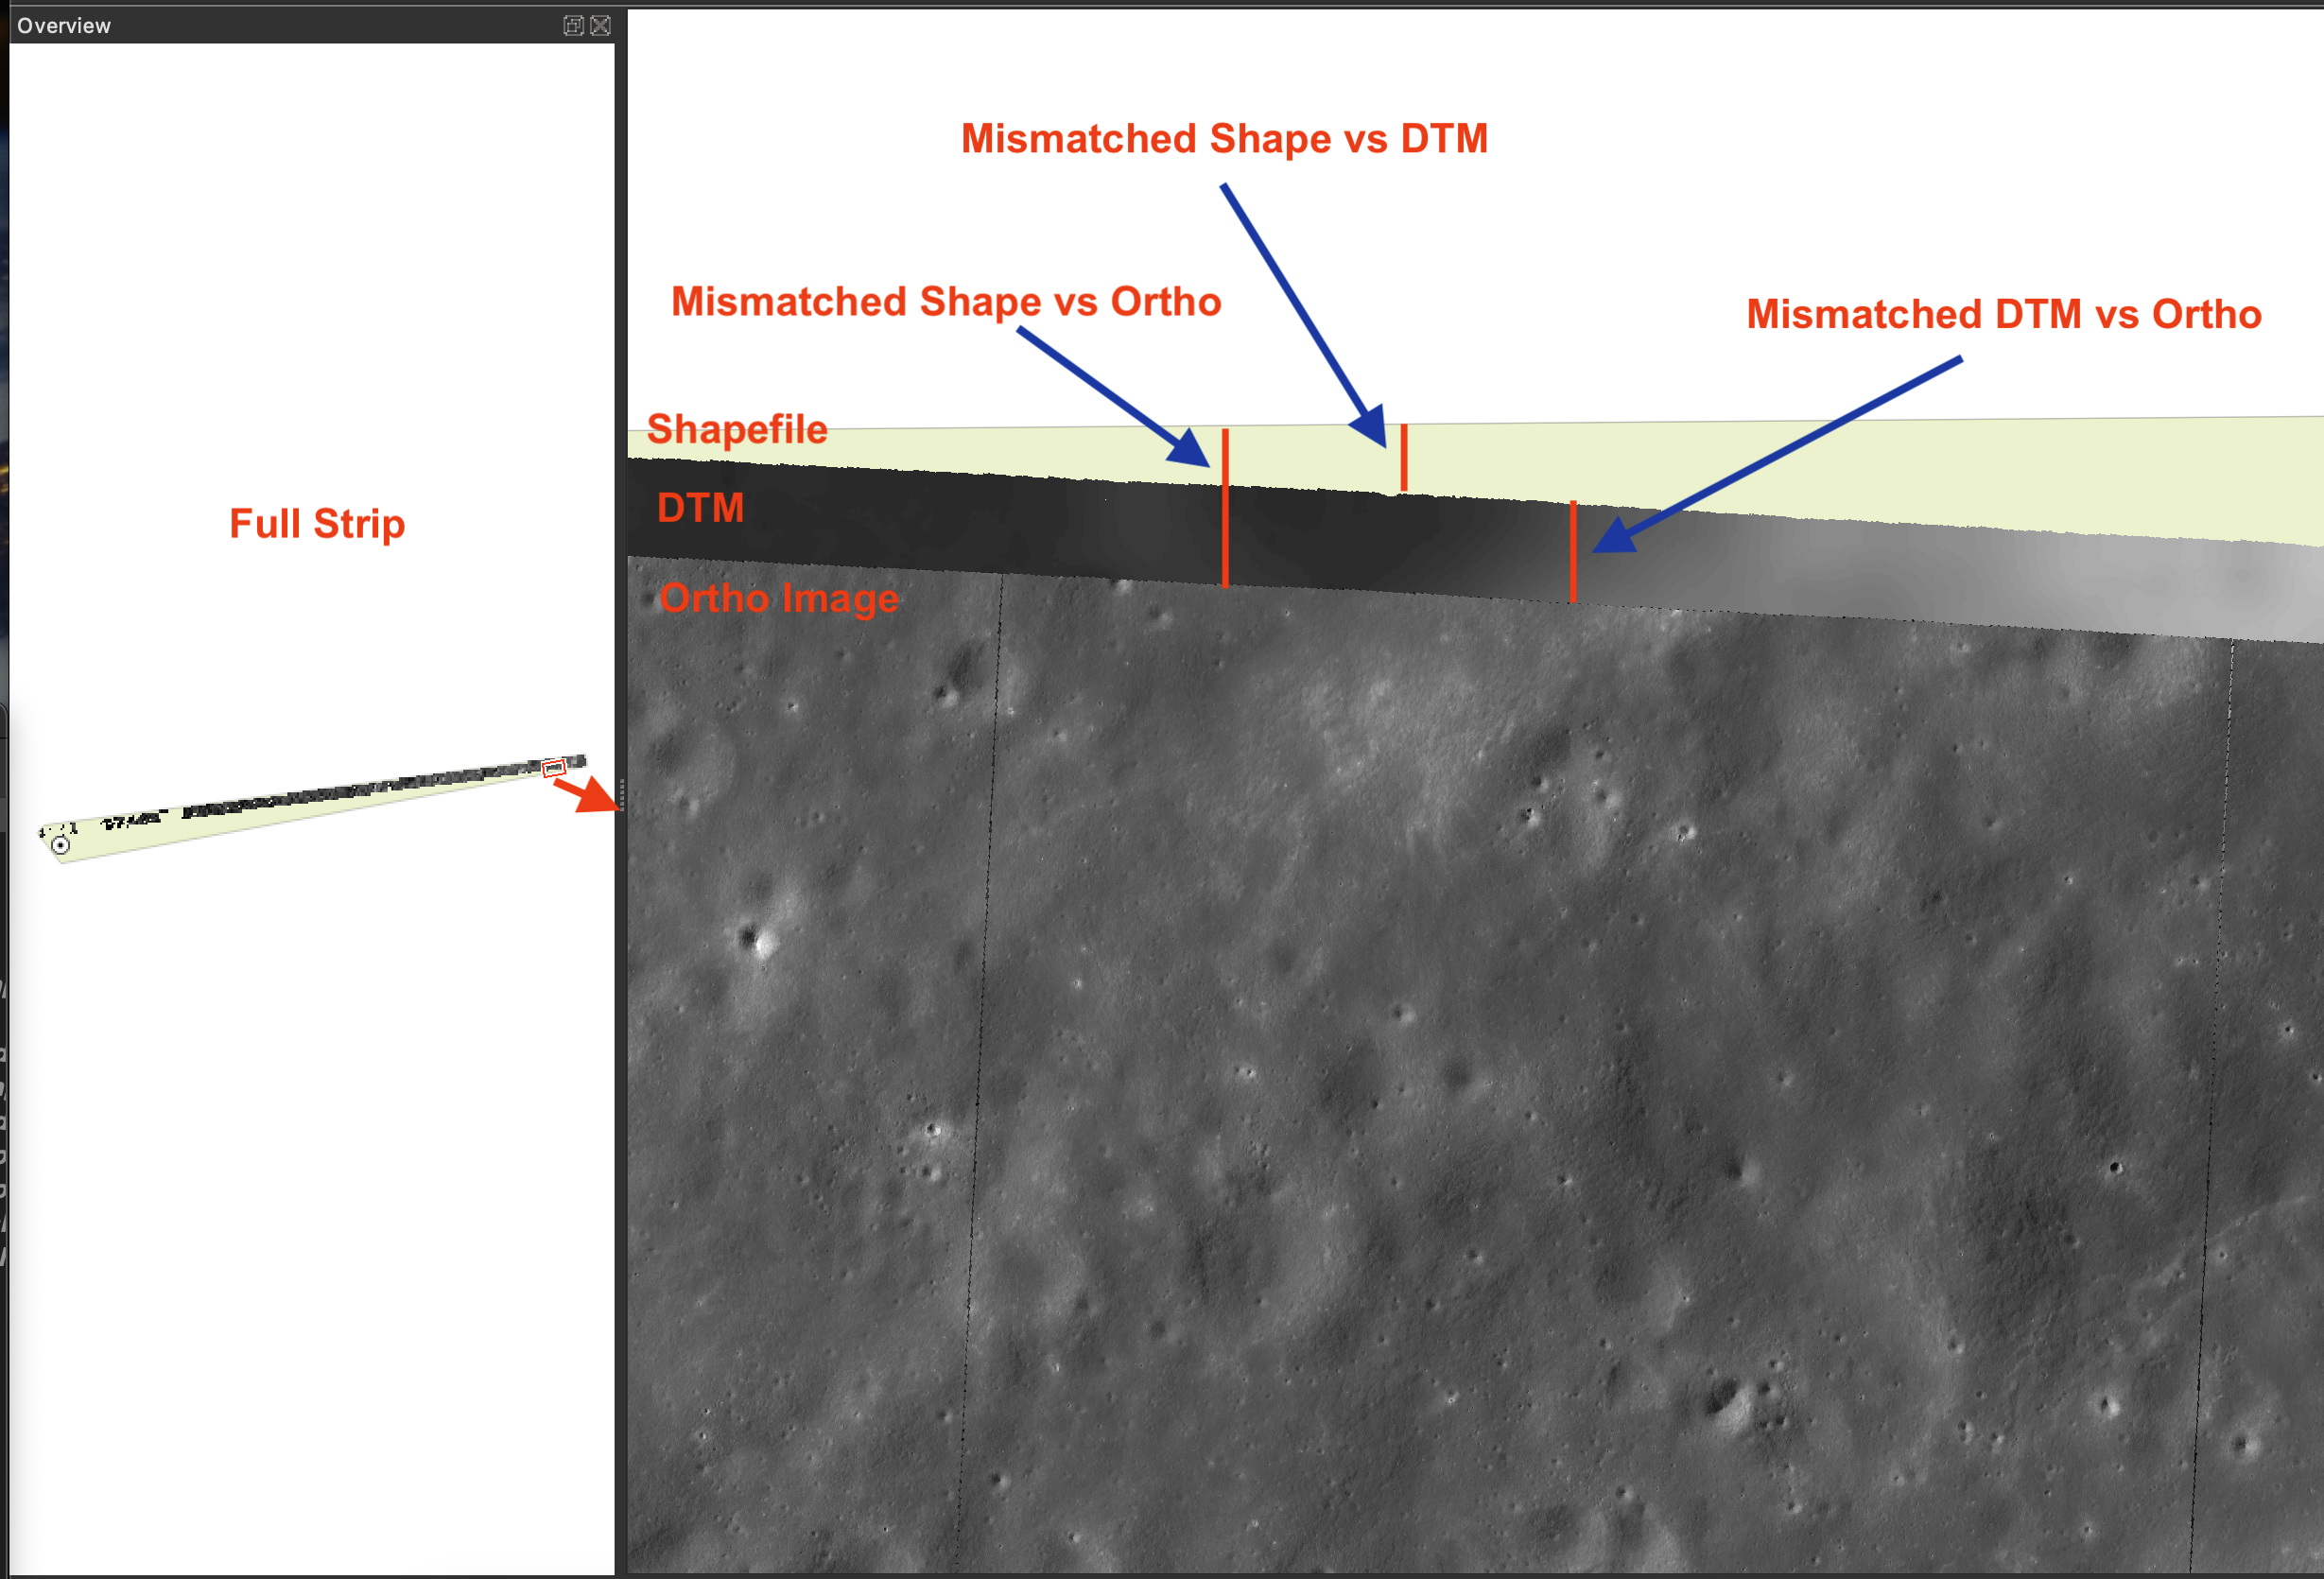 Overview
Mismatched Shape vs DTM
Mismatched Shape vs Ortho
Mismatched DTM vs Ortho
Shapefile
DTM
Full Strip
Ortho Image